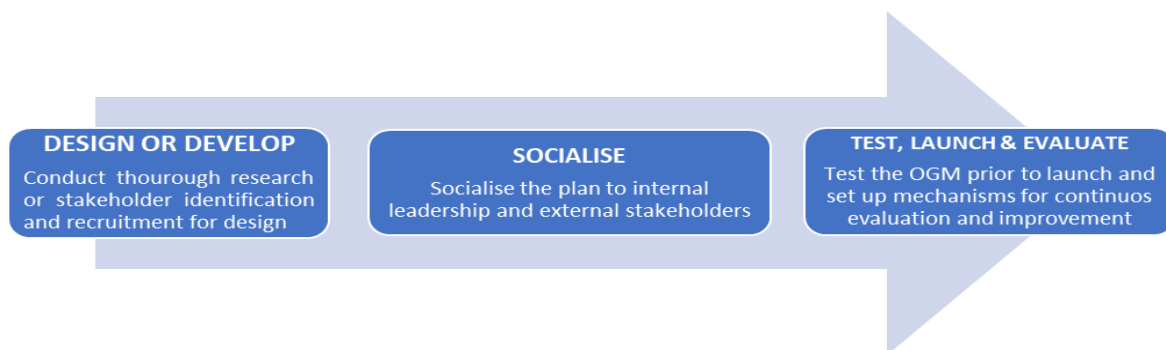 DESIGN OR DEVELOP
Conduct thourough research
or stakeholder identification
and recruitment for design
SOCIALISE
Socialise the plan to internal
leadership and external stakeholders
TEST, LAUNCH & EVALUATE
Test the OGM prior to launch and
set up mechanisms for continuos
evaluation and improvement